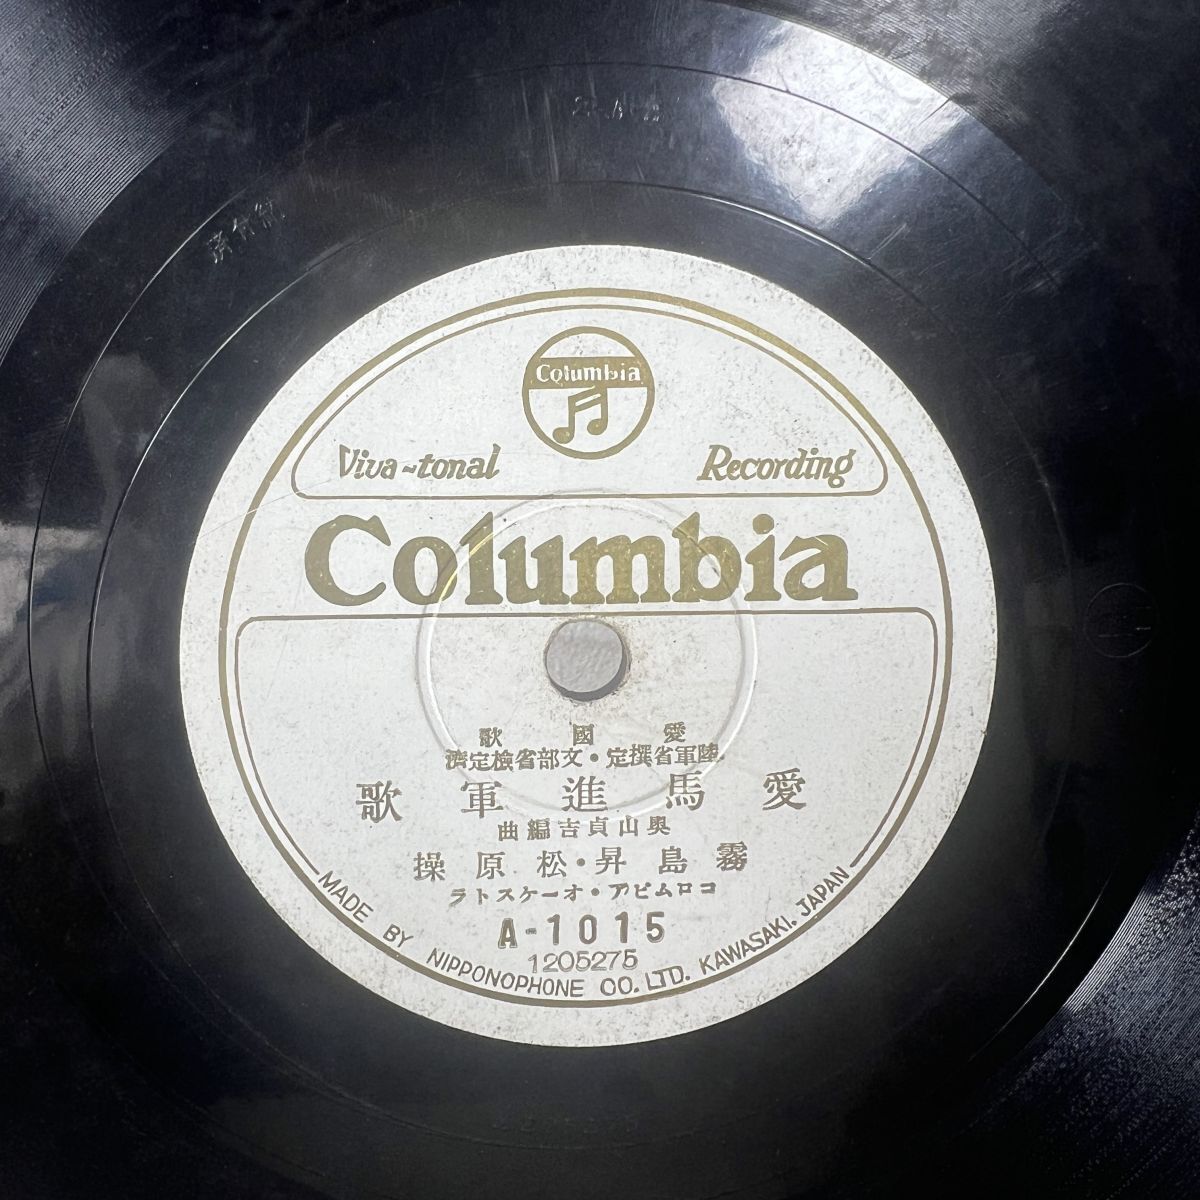 Columbia
Viva-tonal Recording
Columbia
愛國歌
陸軍省撰定・文部省檢定濟
愛馬進軍歌
奥山貞吉編曲
霧島昇・松原操
コロムビア・オーケストラ
A-1015
1205275
MADE BY NIPPONOPHONE CO. LTD. KAWASAKI, JAPAN